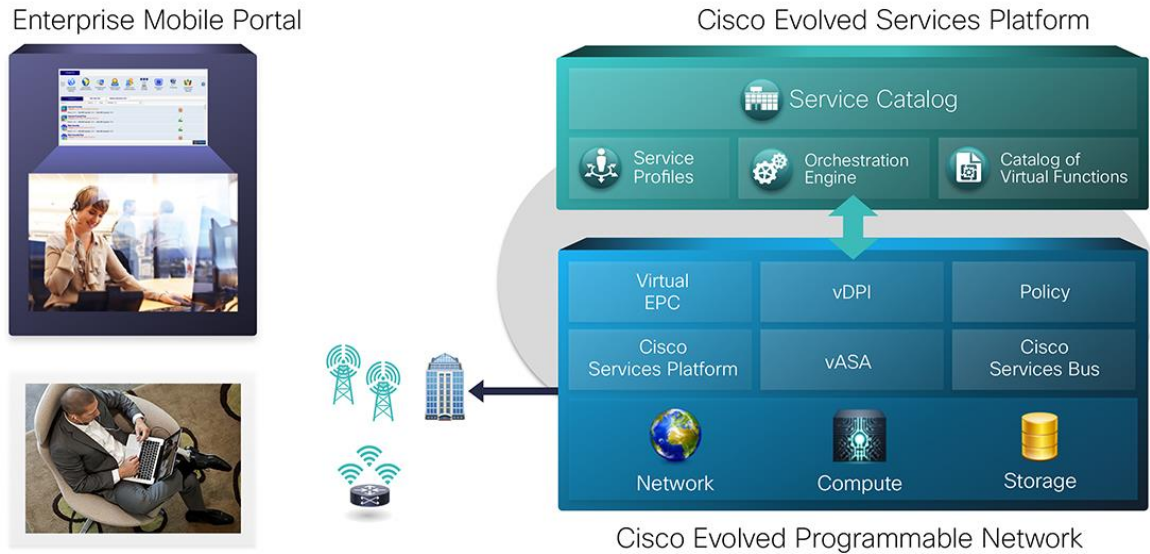 Enterprise Mobile Portal
Cisco Evolved Services Platform
Service Catalog
Service
Profiles
Orchestration
Engine
Catalog of
Virtual Functions
Virtual
EPC
vDPI
Policy
Cisco
Services Platform
vASA
Cisco
Services Bus
Network
Compute
Storage
Cisco Evolved Programmable Network